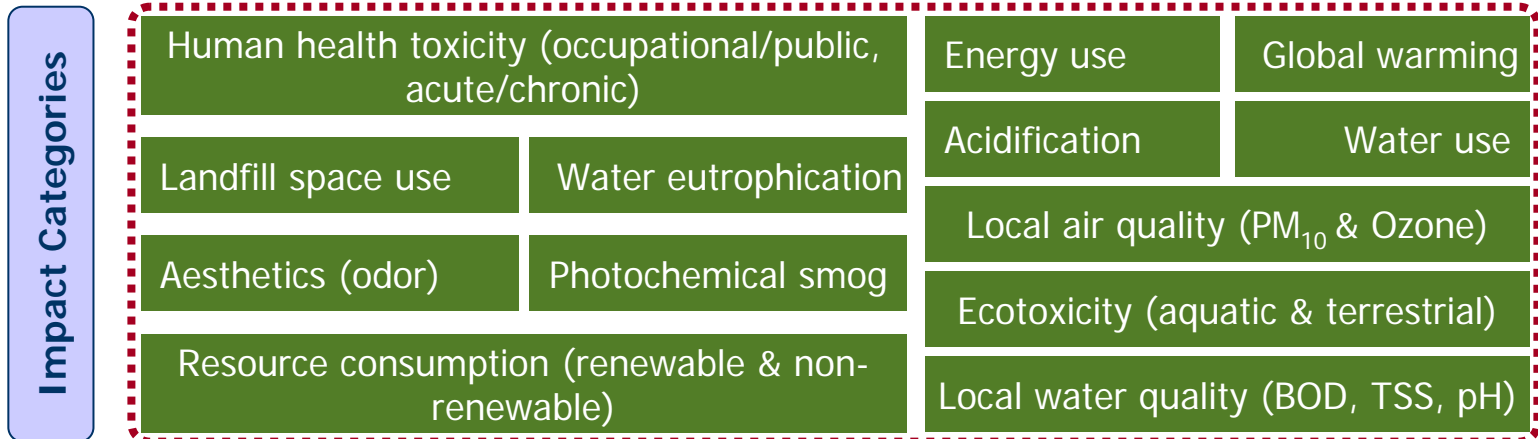 Impact Categories
Human health toxicity (occupational/public,
acute/chronic)
Landfill space use
Water eutrophication
Aesthetics (odor)
Photochemical smog
Resource consumption (renewable & non-
renewable)
Energy use
Global warming
Acidification
Water use
Local air quality (PM10 & Ozone)
Ecotoxicity (aquatic & terrestrial)
Local water quality (BOD, TSS, pH)